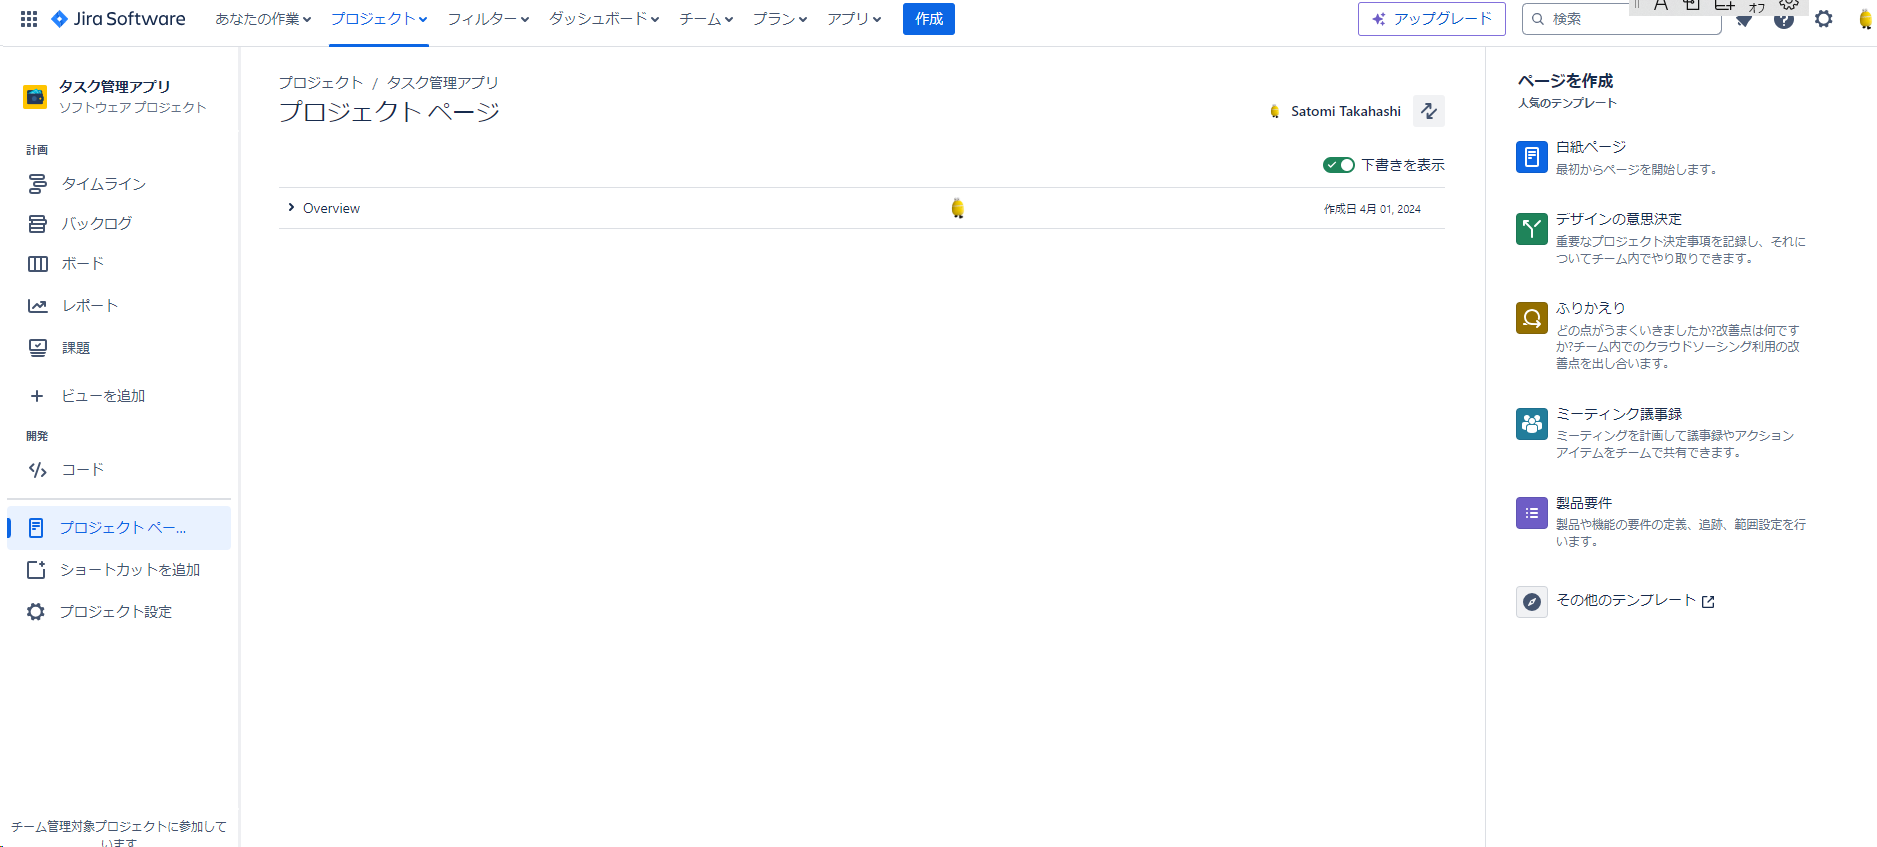 Jira Software
あなたの作業
プロジェクト
フィルター
ダッシュボード
チーム
プラン
アプリ
作成
アップグレード
検索
A
オフ
タスク管理アプリ
ソフトウェア プロジェクト
計画
タイムライン
バックログ
ボード
レポート
課題
ビューを追加
開発
コード
プロジェクト ペー...
ショートカットを追加
プロジェクト設定
チーム管理対象プロジェクトに参加して
います
プロジェクト / タスク管理アプリ
プロジェクト ページ
Satomi Takahashi
下書きを表示
Overview
作成日 4月 01, 2024
ページを作成
人気のテンプレート
白紙ページ
最初からページを開始します。
デザインの意思決定
重要なプロジェクト決定事項を記録し、それに
ついてチーム内でやり取りできます。
ふりかえり
どの点がうまくいきましたか?改善点は何です
か?チーム内でのクラウドソーシング利用の改
善点を出し合います。
ミーティング議事録
ミーティングを計画して議事録やアクション
アイテムをチームで共有できます。
製品要件
製品や機能の要件の定義、追跡、範囲設定を行
います。
その他のテンプレート